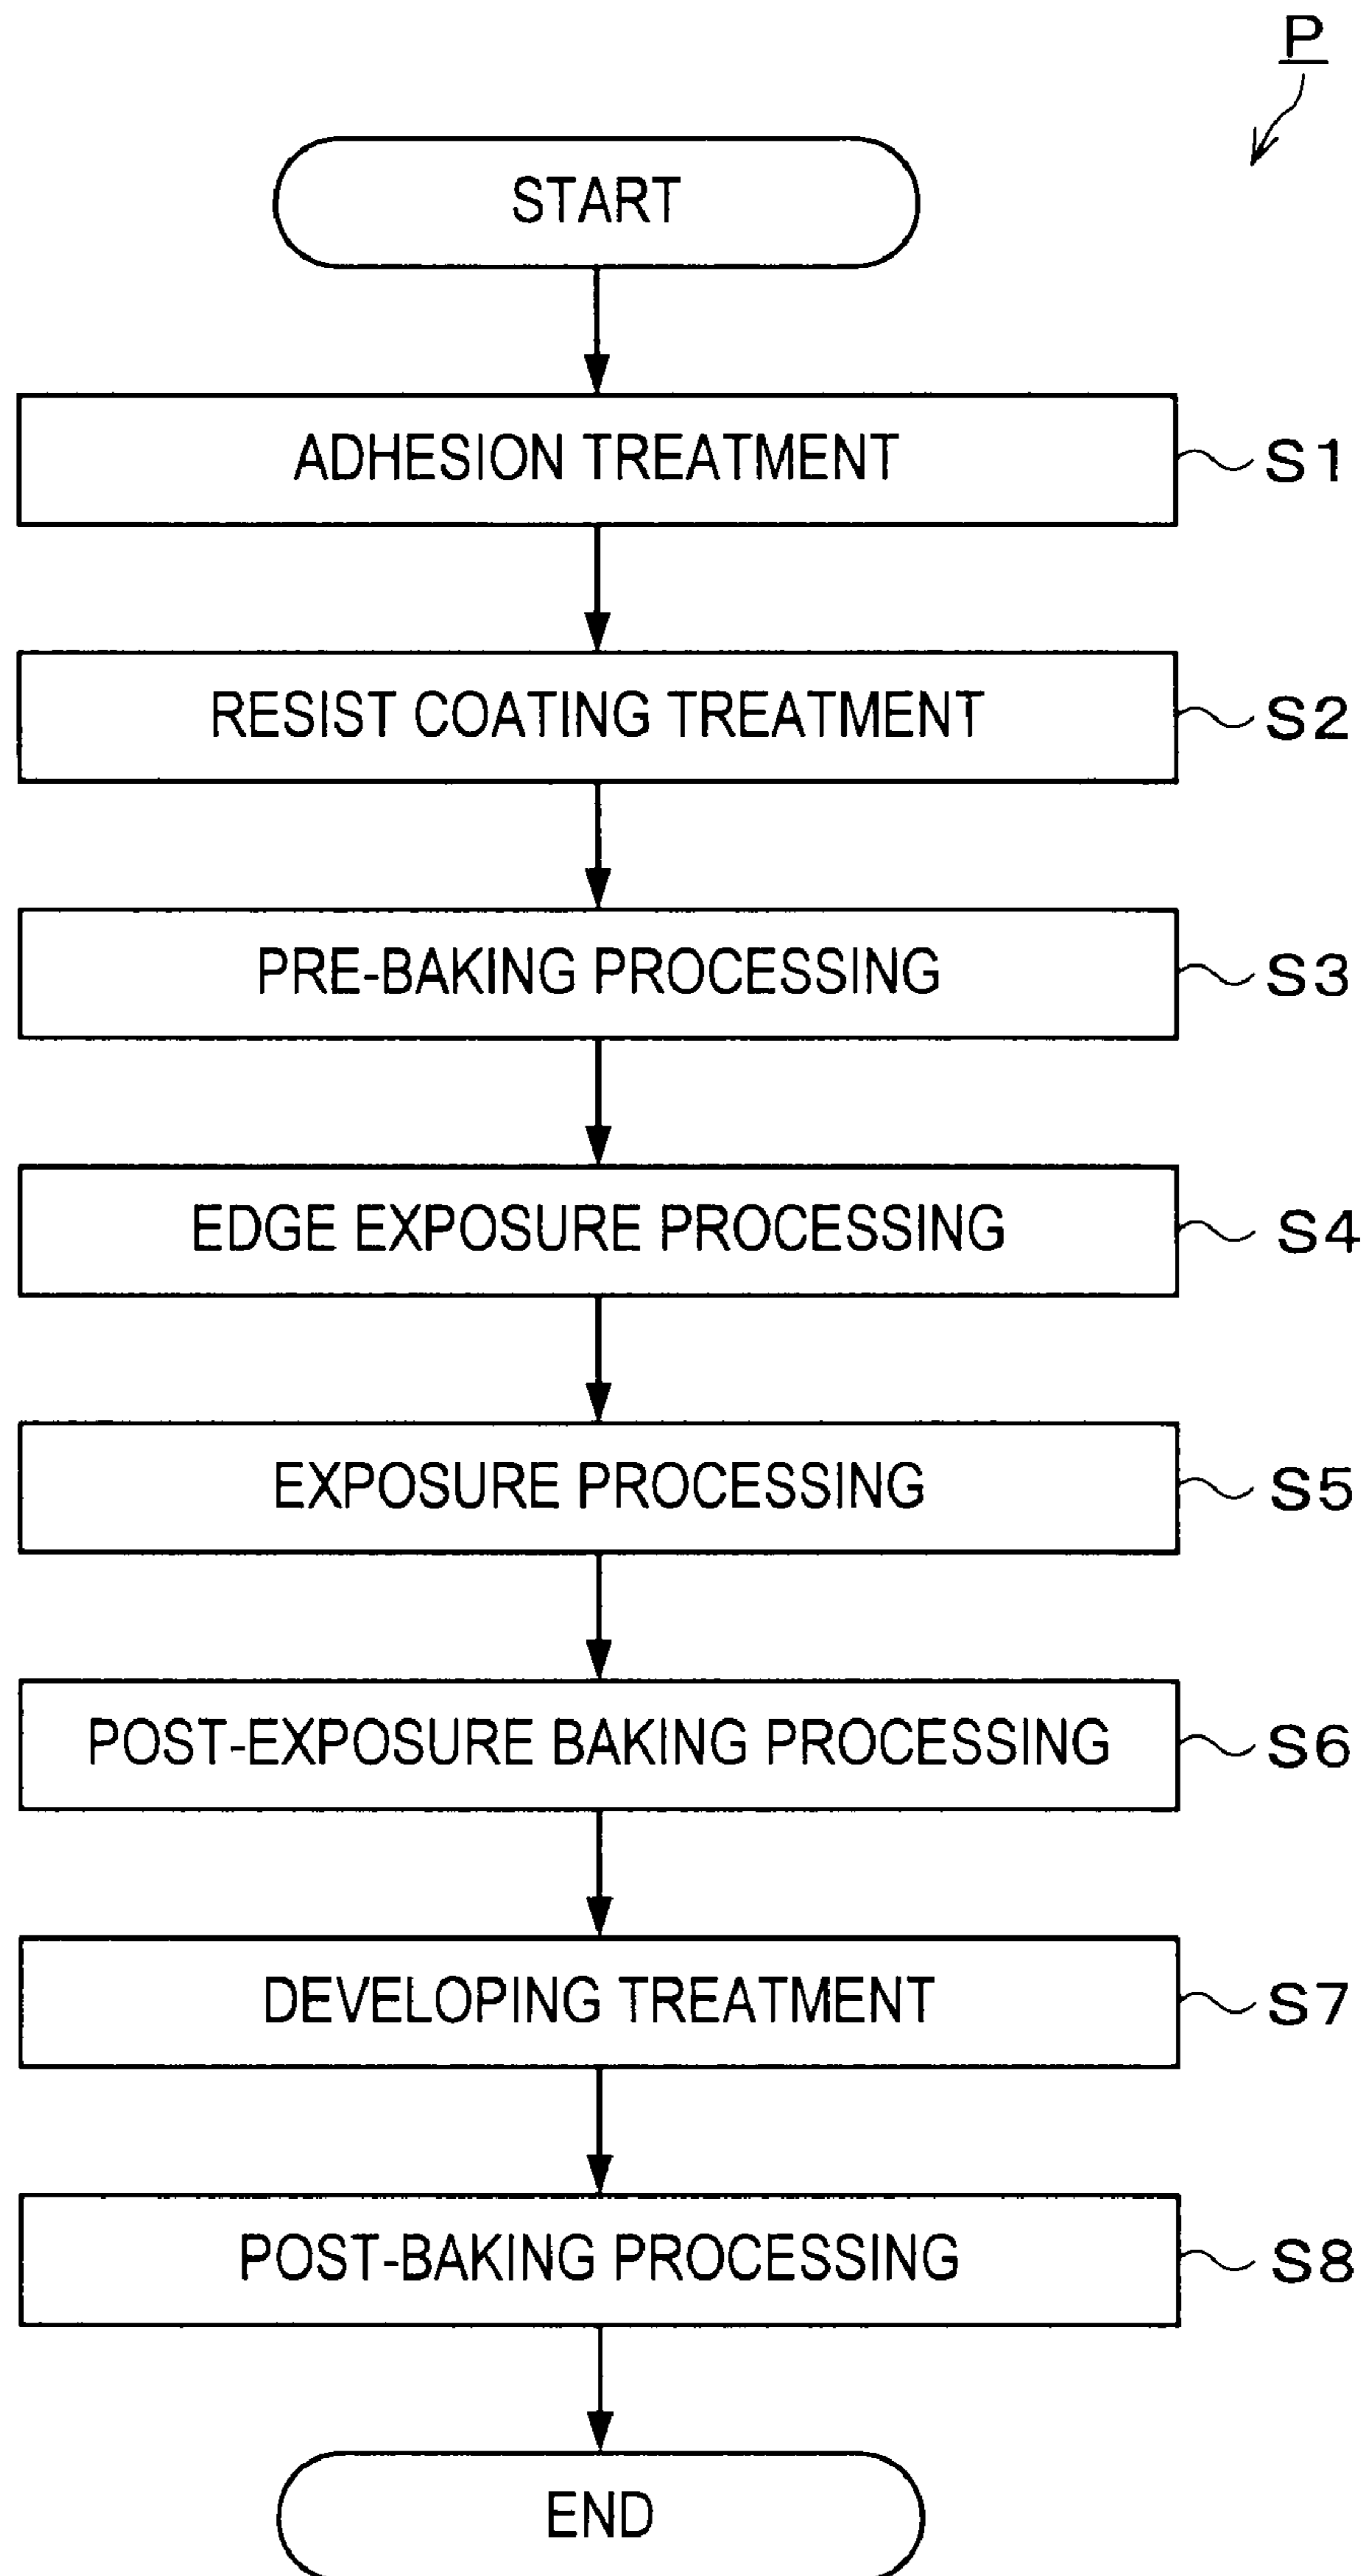 P
START
ADHESION TREATMENT S1
RESIST COATING TREATMENT S2
PRE-BAKING PROCESSING S3
EDGE EXPOSURE PROCESSING S4
EXPOSURE PROCESSING S5
POST-EXPOSURE BAKING PROCESSING S6
DEVELOPING TREATMENT S7
POST-BAKING PROCESSING S8
END